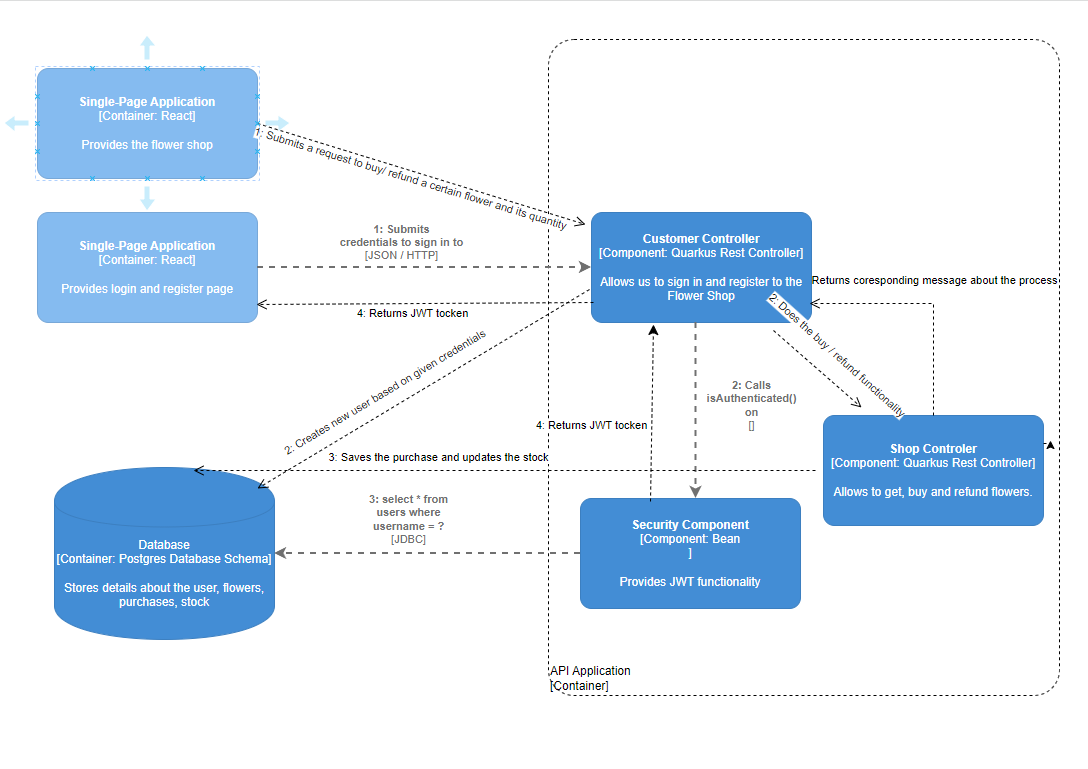 Single-Page Application
[Container: React]
Provides the flower shop
1: Submits a request to buy/ refund a certain flower and its quantity
Single-Page Application
[Container: React]
Provides login and register page
1: Submits
credentials to sign in to
[JSON / HTTP]
4: Returns JWT tocken
Customer Controller
[Component: Quarkus Rest Controller]
Allows us to sign in and register to the
Flower Shop
Returns coresponding message about the process
2: Does the buy / refund functionality
2: Creates new user based on given credentials
2: Calls
isAuthenticated()
on
[]
4: Returns JWT tocken
3: Saves the purchase and updates the stock
Shop Controler
[Component: Quarkus Rest Controller]
Allows to get, buy and refund flowers.
3: select * from
users where
username = ?
[JDBC]
Database
[Container: Postgres Database Schema]
Stores details about the user, flowers,
purchases, stock
Security Component
[Component: Bean
]
Provides JWT functionality
API Application
[Container]